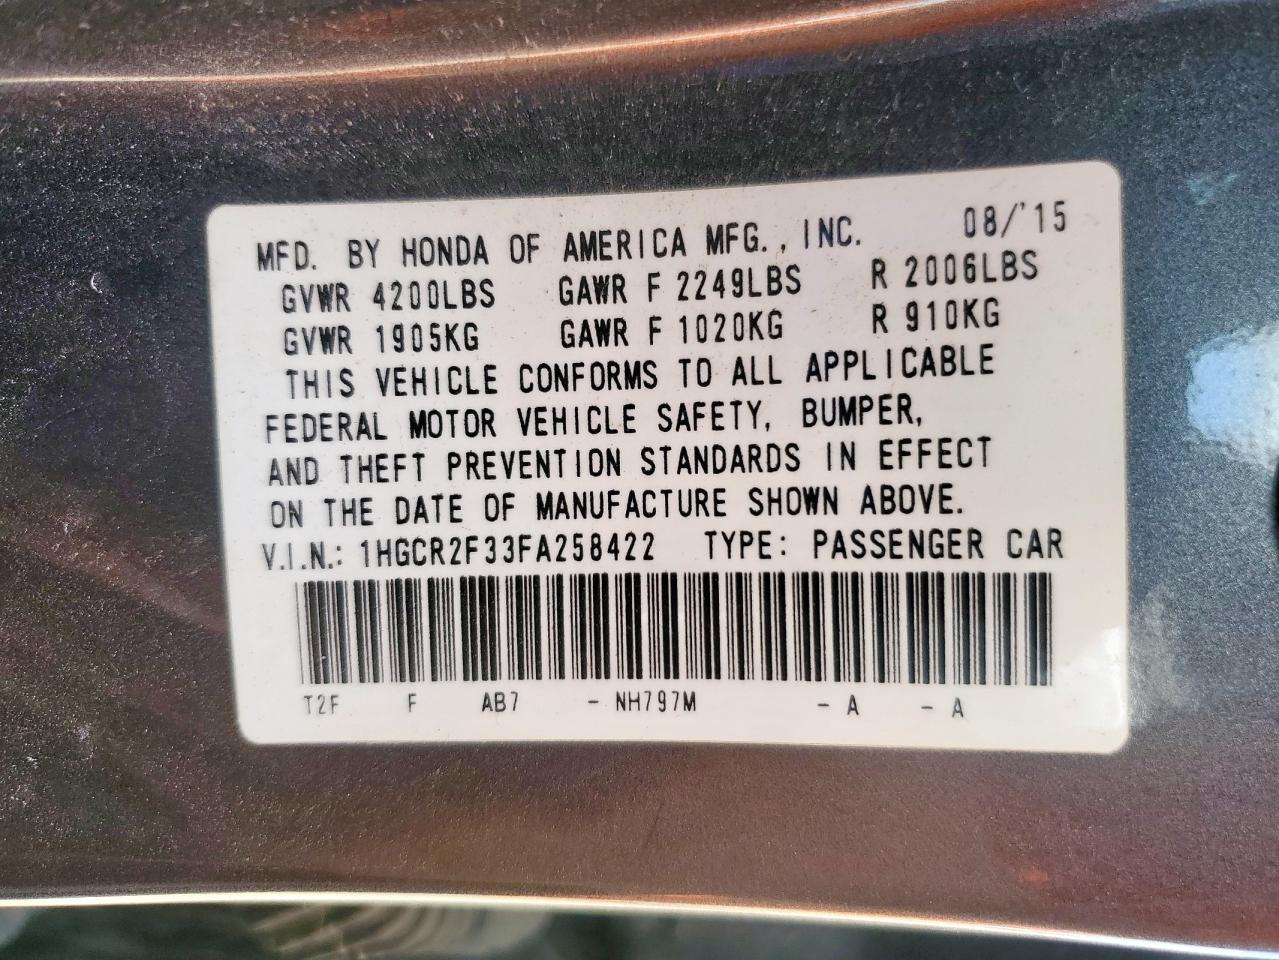 MFD. BY HONDA OF AMERICA MFG., INC. 08/'15
GVWR 4200LBS GAWR F 2249LBS R 2006LBS
GVWR 1905KG GAWR F 1020KG R 910KG
THIS VEHICLE CONFORMS TO ALL APPLICABLE
FEDERAL MOTOR VEHICLE SAFETY, BUMPER,
AND THEFT PREVENTION STANDARDS IN EFFECT
ON THE DATE OF MANUFACTURE SHOWN ABOVE.
V.I.N.: 1HGCR2F33FA258422 TYPE: PASSENGER CAR
T2F F AB7 - NH797M - A - A